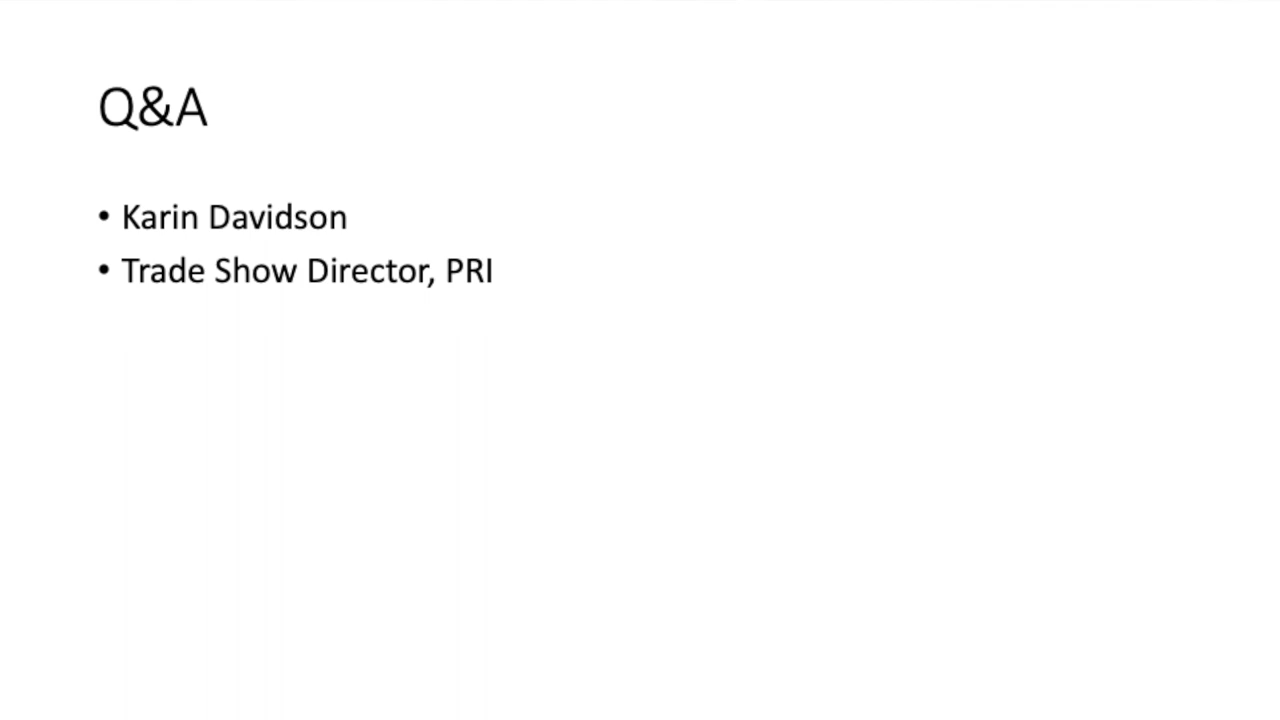 Q&A
• Karin Davidson
• Trade Show Director, PRI